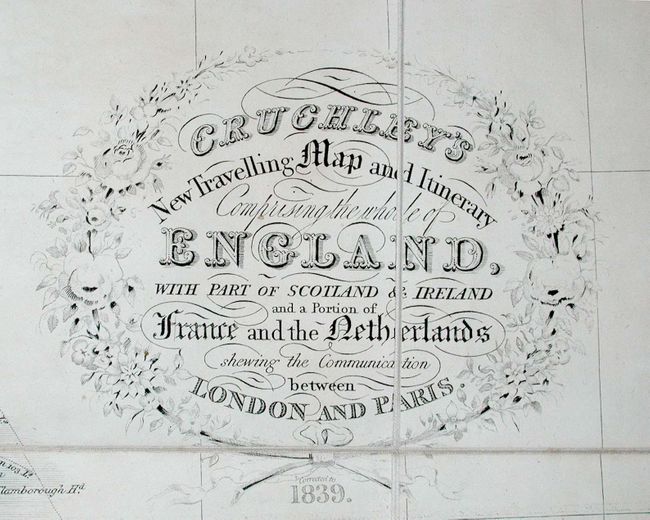 CRUCHLEY'S
New Travelling Map and Itinerary
Comprising the whole of
ENGLAND,
WITH PART OF SCOTLAND & IRELAND
and a Portion of
France and the Netherlands
shewing the Communication
between
LONDON AND PARIS.
Corrected to
1839.
Flamborough Hd.